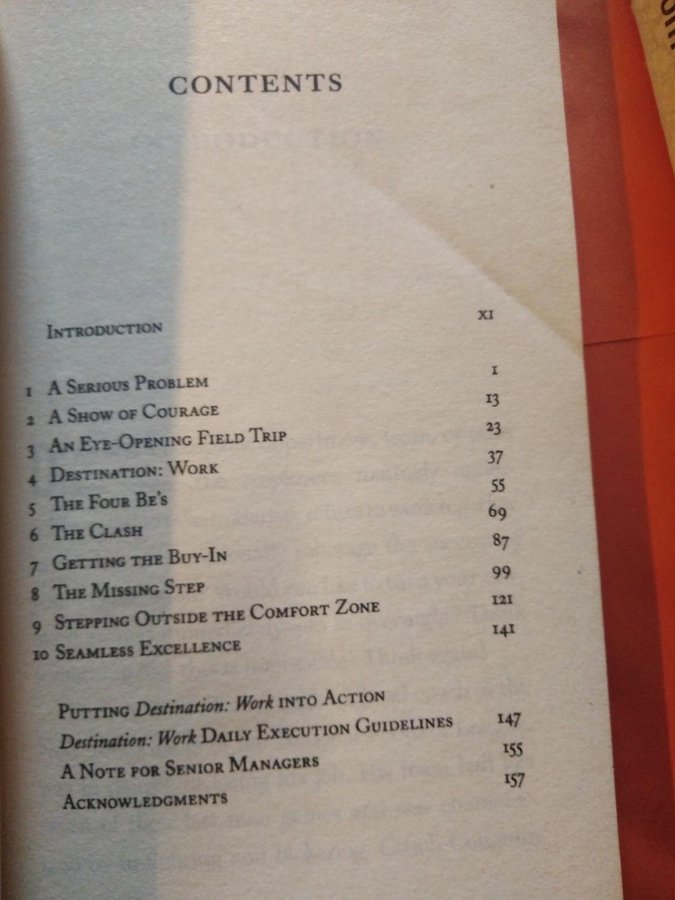 CONTENTS
Introduction XI
1 A Serious Problem 1
2 A Show of Courage 13
3 An Eye-Opening Field Trip 23
4 Destination: Work 37
5 The Four Be's 55
6 The Clash 69
7 Getting the Buy-In 87
8 The Missing Step 99
9 Stepping Outside the Comfort Zone 121
10 Seamless Excellence 141
Putting Destination: Work into Action
Destination: Work Daily Execution Guidelines 147
A Note for Senior Managers 155
Acknowledgments 157